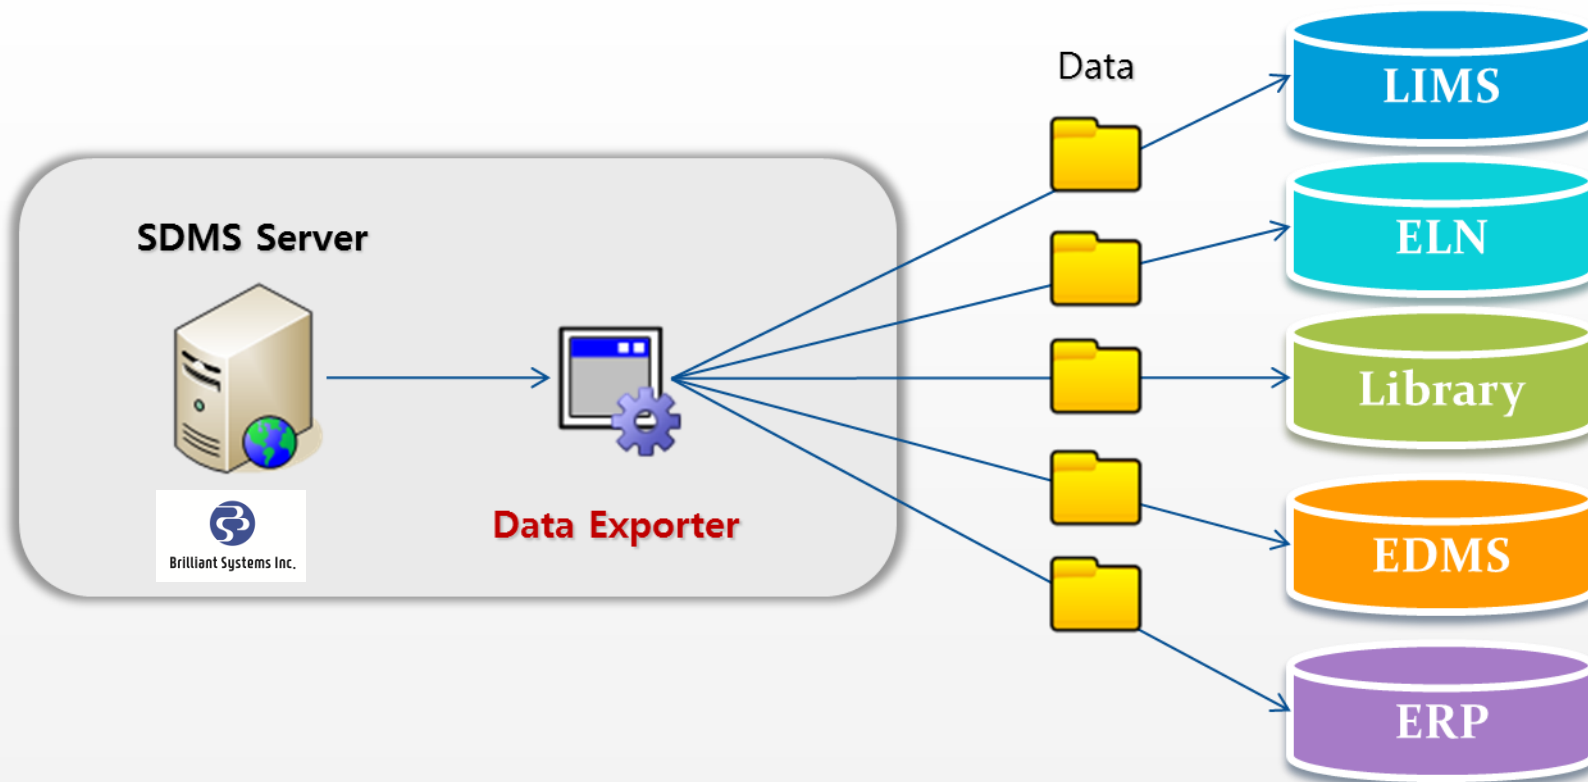 Data
LIMS
SDMS Server
ELN
Library
Data Exporter
Brilliant Systems Inc.
EDMS
ERP